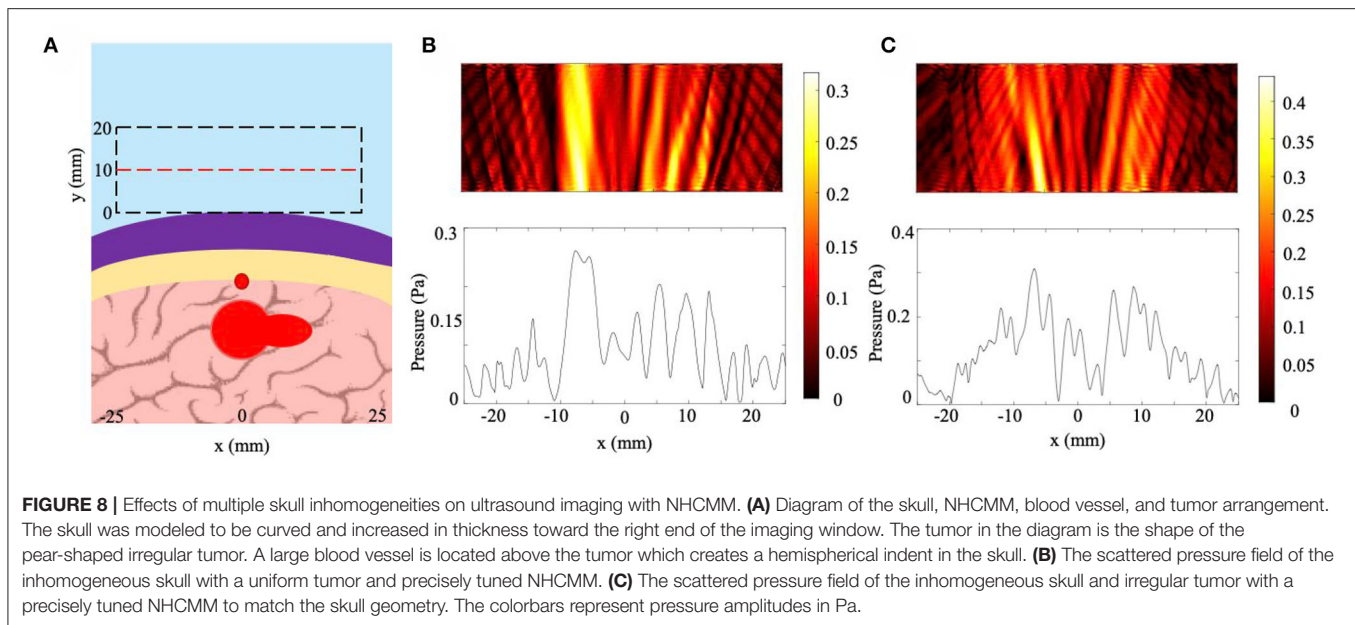 A
20
10
0
y (mm)
-25 0 25
x (mm)
B
0.3
0.25
0.2
0.15
0.1
0.05
0
0.3
0.15
0
Pressure (Pa)
-20 -10 0 10 20
x (mm)
C
0.4
0.35
0.3
0.25
0.2
0.15
0.1
0.05
0
0.4
0.2
0
Pressure (Pa)
-20 -10 0 10 20
x (mm)
FIGURE 8 | Effects of multiple skull inhomogeneities on ultrasound imaging with NHCMM. (A) Diagram of the skull, NHCMM, blood vessel, and tumor arrangement.
The skull was modeled to be curved and increased in thickness toward the right end of the imaging window. The tumor in the diagram is the shape of the
pear-shaped irregular tumor. A large blood vessel is located above the tumor which creates a hemispherical indent in the skull. (B) The scattered pressure field of the
inhomogeneous skull with a uniform tumor and precisely tuned NHCMM. (C) The scattered pressure field of the inhomogeneous skull and irregular tumor with a
precisely tuned NHCMM to match the skull geometry. The colorbars represent pressure amplitudes in Pa.